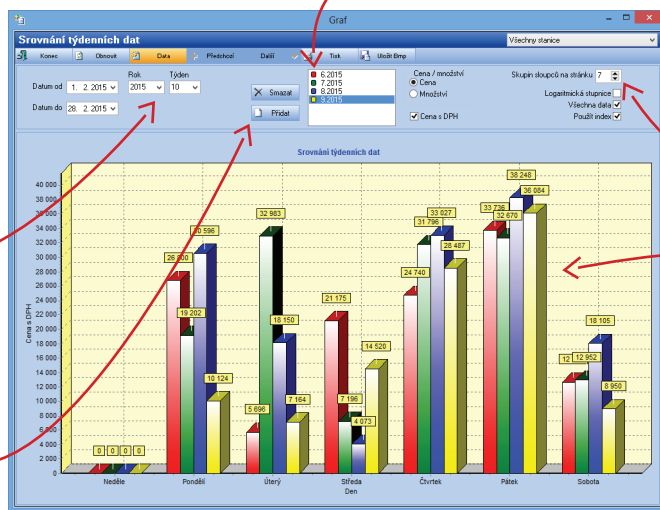 Graf
Srovnání týdenních dat
Všechny stanice
Konec Obnovit Data Předchozí Další Tisk Uložit Bmp
Datum od 1. 2. 2015
Rok
2015
Týden
10
Datum do 28. 2. 2015
Smazat
Přidat
6.2015
7.2015
8.2015
9.2015
Cena / množství
Cena
Množství
Cena s DPH
Skupin sloupců na stránku 7
Logaritmická stupnice
Všechna data
Použít index
Srovnání týdenních dat
38 248
36 084
40 000
38 000
36 000
34 000
32 000
30 000
28 000
26 000
24 000
22 000
20 000
18 000
16 000
14 000
12 000
10 000
8 000
6 000
4 000
2 000
0
Cena s DPH
0 0 0 0
19 202
10 124
5 696
32 983
18 150
7 164
21 175
7 196
4 073
14 520
24 740
31 796
33 027
28 487
33 736
32 670
12 952
18 105
8 950
Neděle Pondělí Úterý Středa Čtvrtek Pátek Sobota
Den